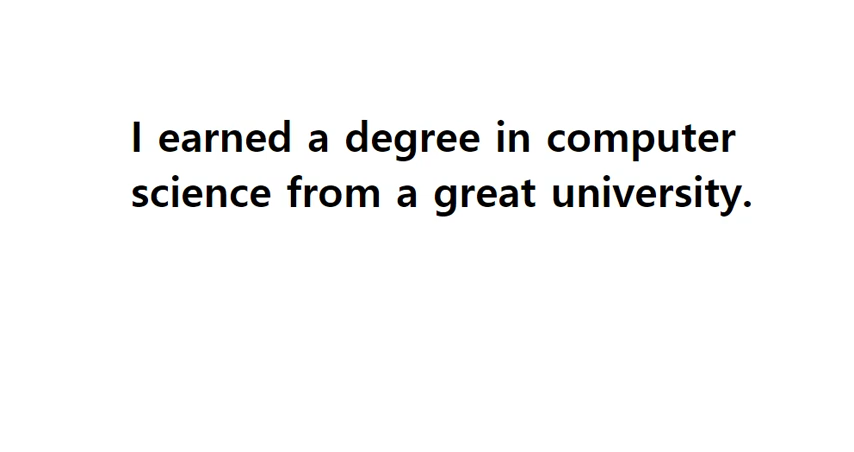 I earned a degree in computer
science from a great university.